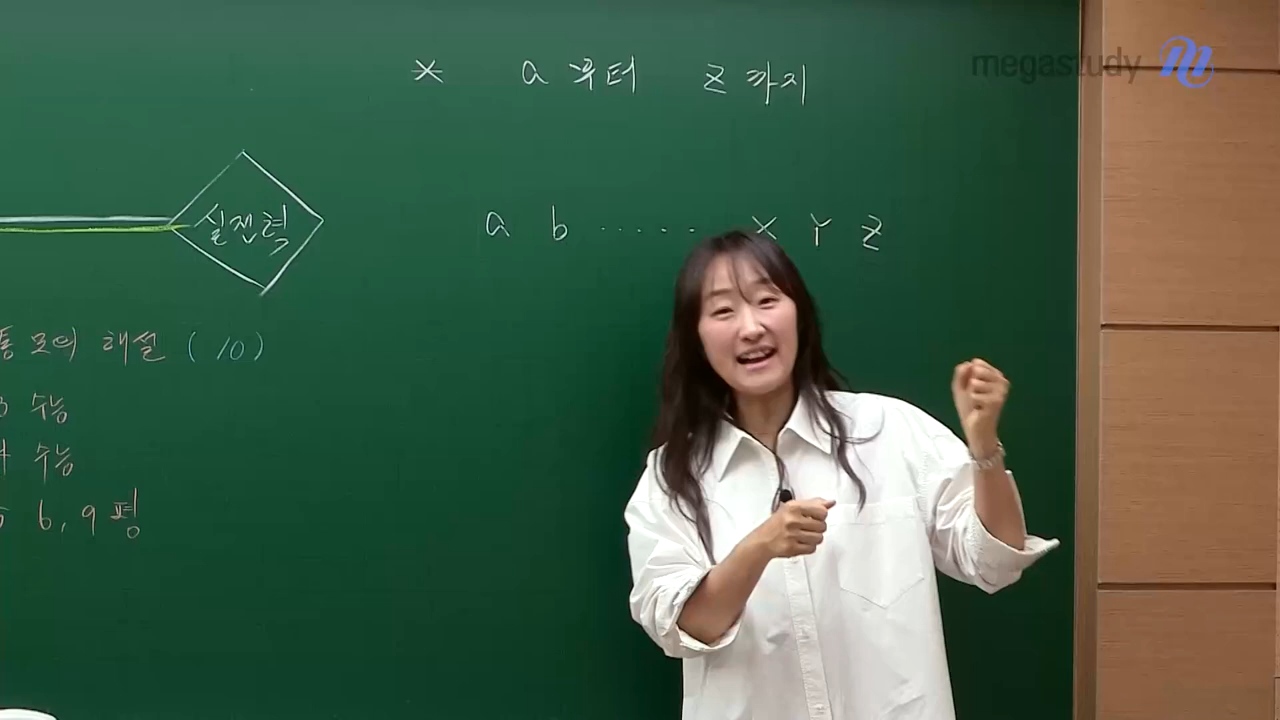 * a 부터 z 까지
megastudy
실전력
a b ...... X Y Z
통 모의 해설 (10)
수능
수능
6, 9 평